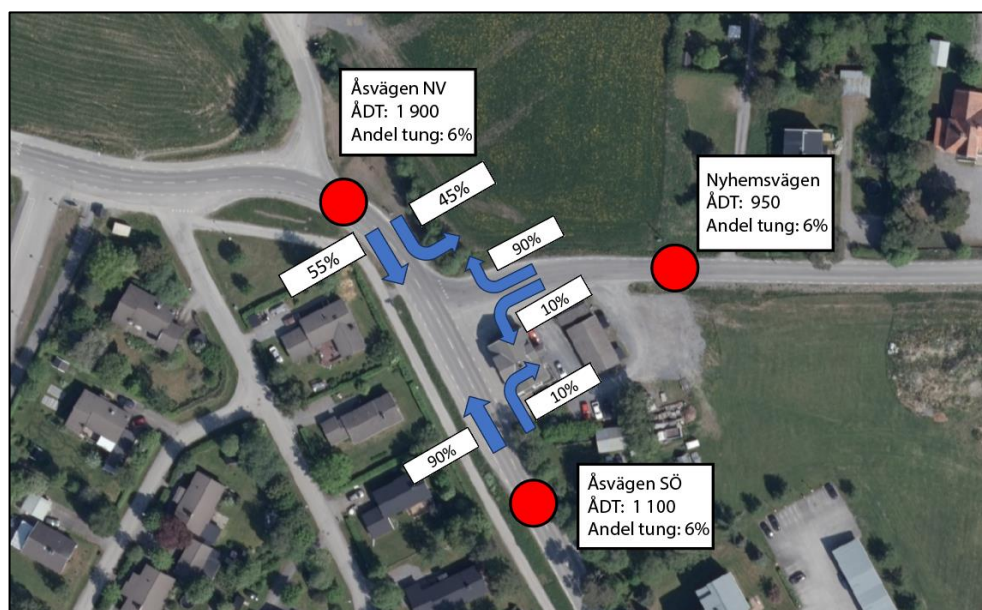 Åsvägen NV
ÅDT: 1 900
Andel tung: 6%
45%
Nyhemsvägen
ÅDT: 950
Andel tung: 6%
90%
55%
10%
10%
90%
Åsvägen SÖ
ÅDT: 1 100
Andel tung: 6%